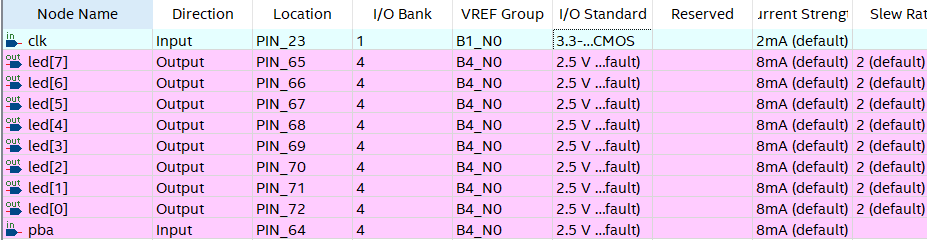 Node Name Direction Location I/O Bank VREF Group I/O Standard Reserved urrent Strengt Slew Rat
in clk Input PIN_23 1 B1_N0 3.3-...CMOS 2mA (default)
out led[7] Output PIN_65 4 B4_N0 2.5 V ...fault) 8mA (default) 2 (default)
out led[6] Output PIN_66 4 B4_N0 2.5 V ...fault) 8mA (default) 2 (default)
out led[5] Output PIN_67 4 B4_N0 2.5 V ...fault) 8mA (default) 2 (default)
out led[4] Output PIN_68 4 B4_N0 2.5 V ...fault) 8mA (default) 2 (default)
out led[3] Output PIN_69 4 B4_N0 2.5 V ...fault) 8mA (default) 2 (default)
out led[2] Output PIN_70 4 B4_N0 2.5 V ...fault) 8mA (default) 2 (default)
out led[1] Output PIN_71 4 B4_N0 2.5 V ...fault) 8mA (default) 2 (default)
out led[0] Output PIN_72 4 B4_N0 2.5 V ...fault) 8mA (default) 2 (default)
in pba Input PIN_64 4 B4_N0 2.5 V ...fault) 8mA (default)